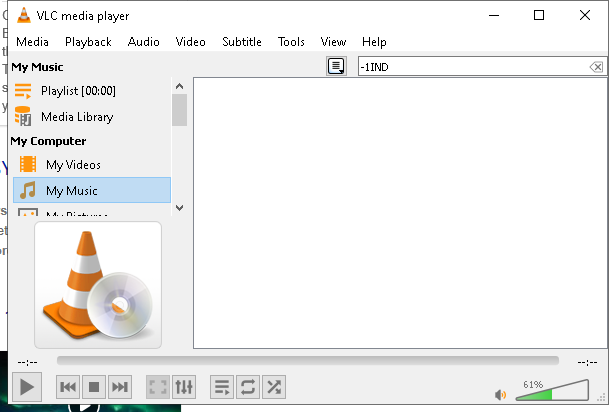 VLC media player
Media Playback Audio Video Subtitle Tools View Help
My Music
-1IND
Playlist [00:00]
Media Library
My Computer
My Videos
My Music
My Pictures
--:-- --:--
61%